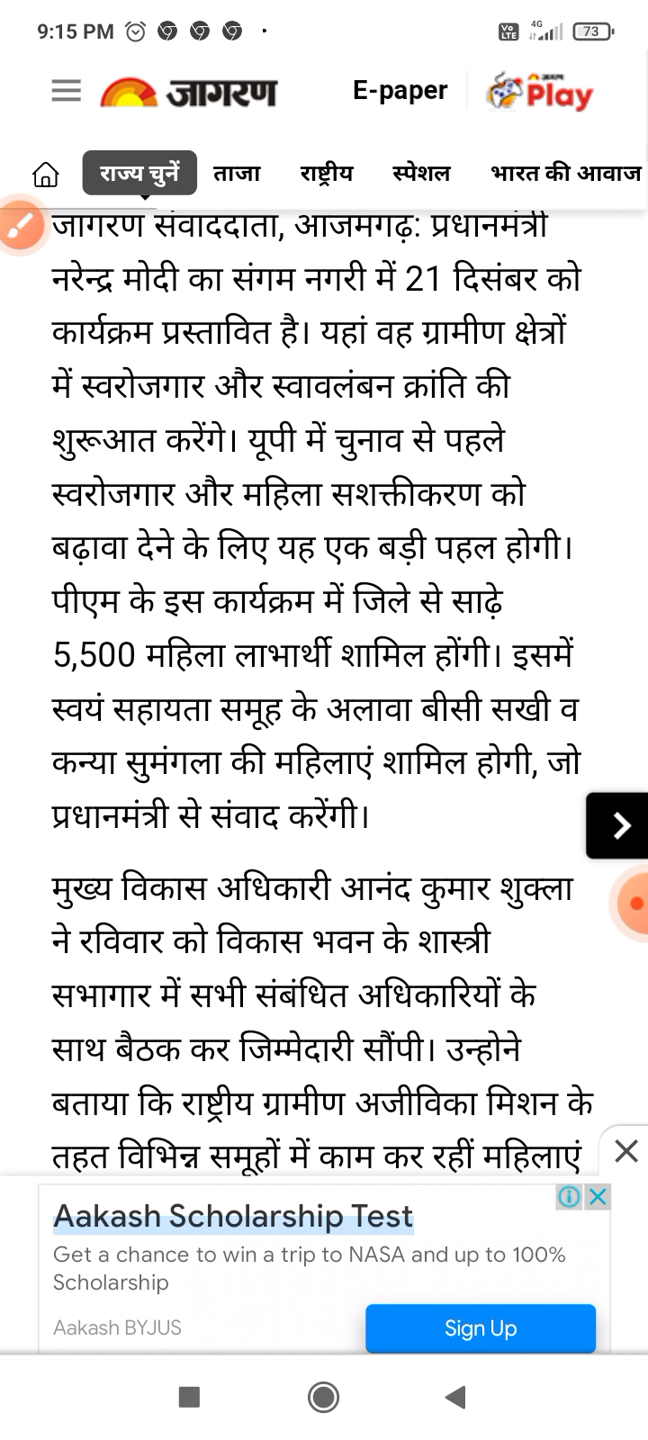 9:15 PM
Vo LTE 4G 73
जागरण E-paper जागरण Play
राज्य चुनें ताजा राष्ट्रीय स्पेशल भारत की आवाज
जागरण संवाददाता, आजमगढ़: प्रधानमंत्री
नरेन्द्र मोदी का संगम नगरी में 21 दिसंबर को
कार्यक्रम प्रस्तावित है। यहां वह ग्रामीण क्षेत्रों
में स्वरोजगार और स्वावलंबन क्रांति की
शुरूआत करेंगे। यूपी में चुनाव से पहले
स्वरोजगार और महिला सशक्तीकरण को
बढ़ावा देने के लिए यह एक बड़ी पहल होगी।
पीएम के इस कार्यक्रम में जिले से साढ़े
5,500 महिला लाभार्थी शामिल होंगी। इसमें
स्वयं सहायता समूह के अलावा बीसी सखी व
कन्या सुमंगला की महिलाएं शामिल होगी, जो
प्रधानमंत्री से संवाद करेंगी।
मुख्य विकास अधिकारी आनंद कुमार शुक्ला
ने रविवार को विकास भवन के शास्त्री
सभागार में सभी संबंधित अधिकारियों के
साथ बैठक कर जिम्मेदारी सौंपी। उन्होने
बताया कि राष्ट्रीय ग्रामीण अजीविका मिशन के
तहत विभिन्न समूहों में काम कर रहीं महिलाएं
Aakash Scholarship Test
Get a chance to win a trip to NASA and up to 100%
Scholarship
Aakash BYJUS Sign Up